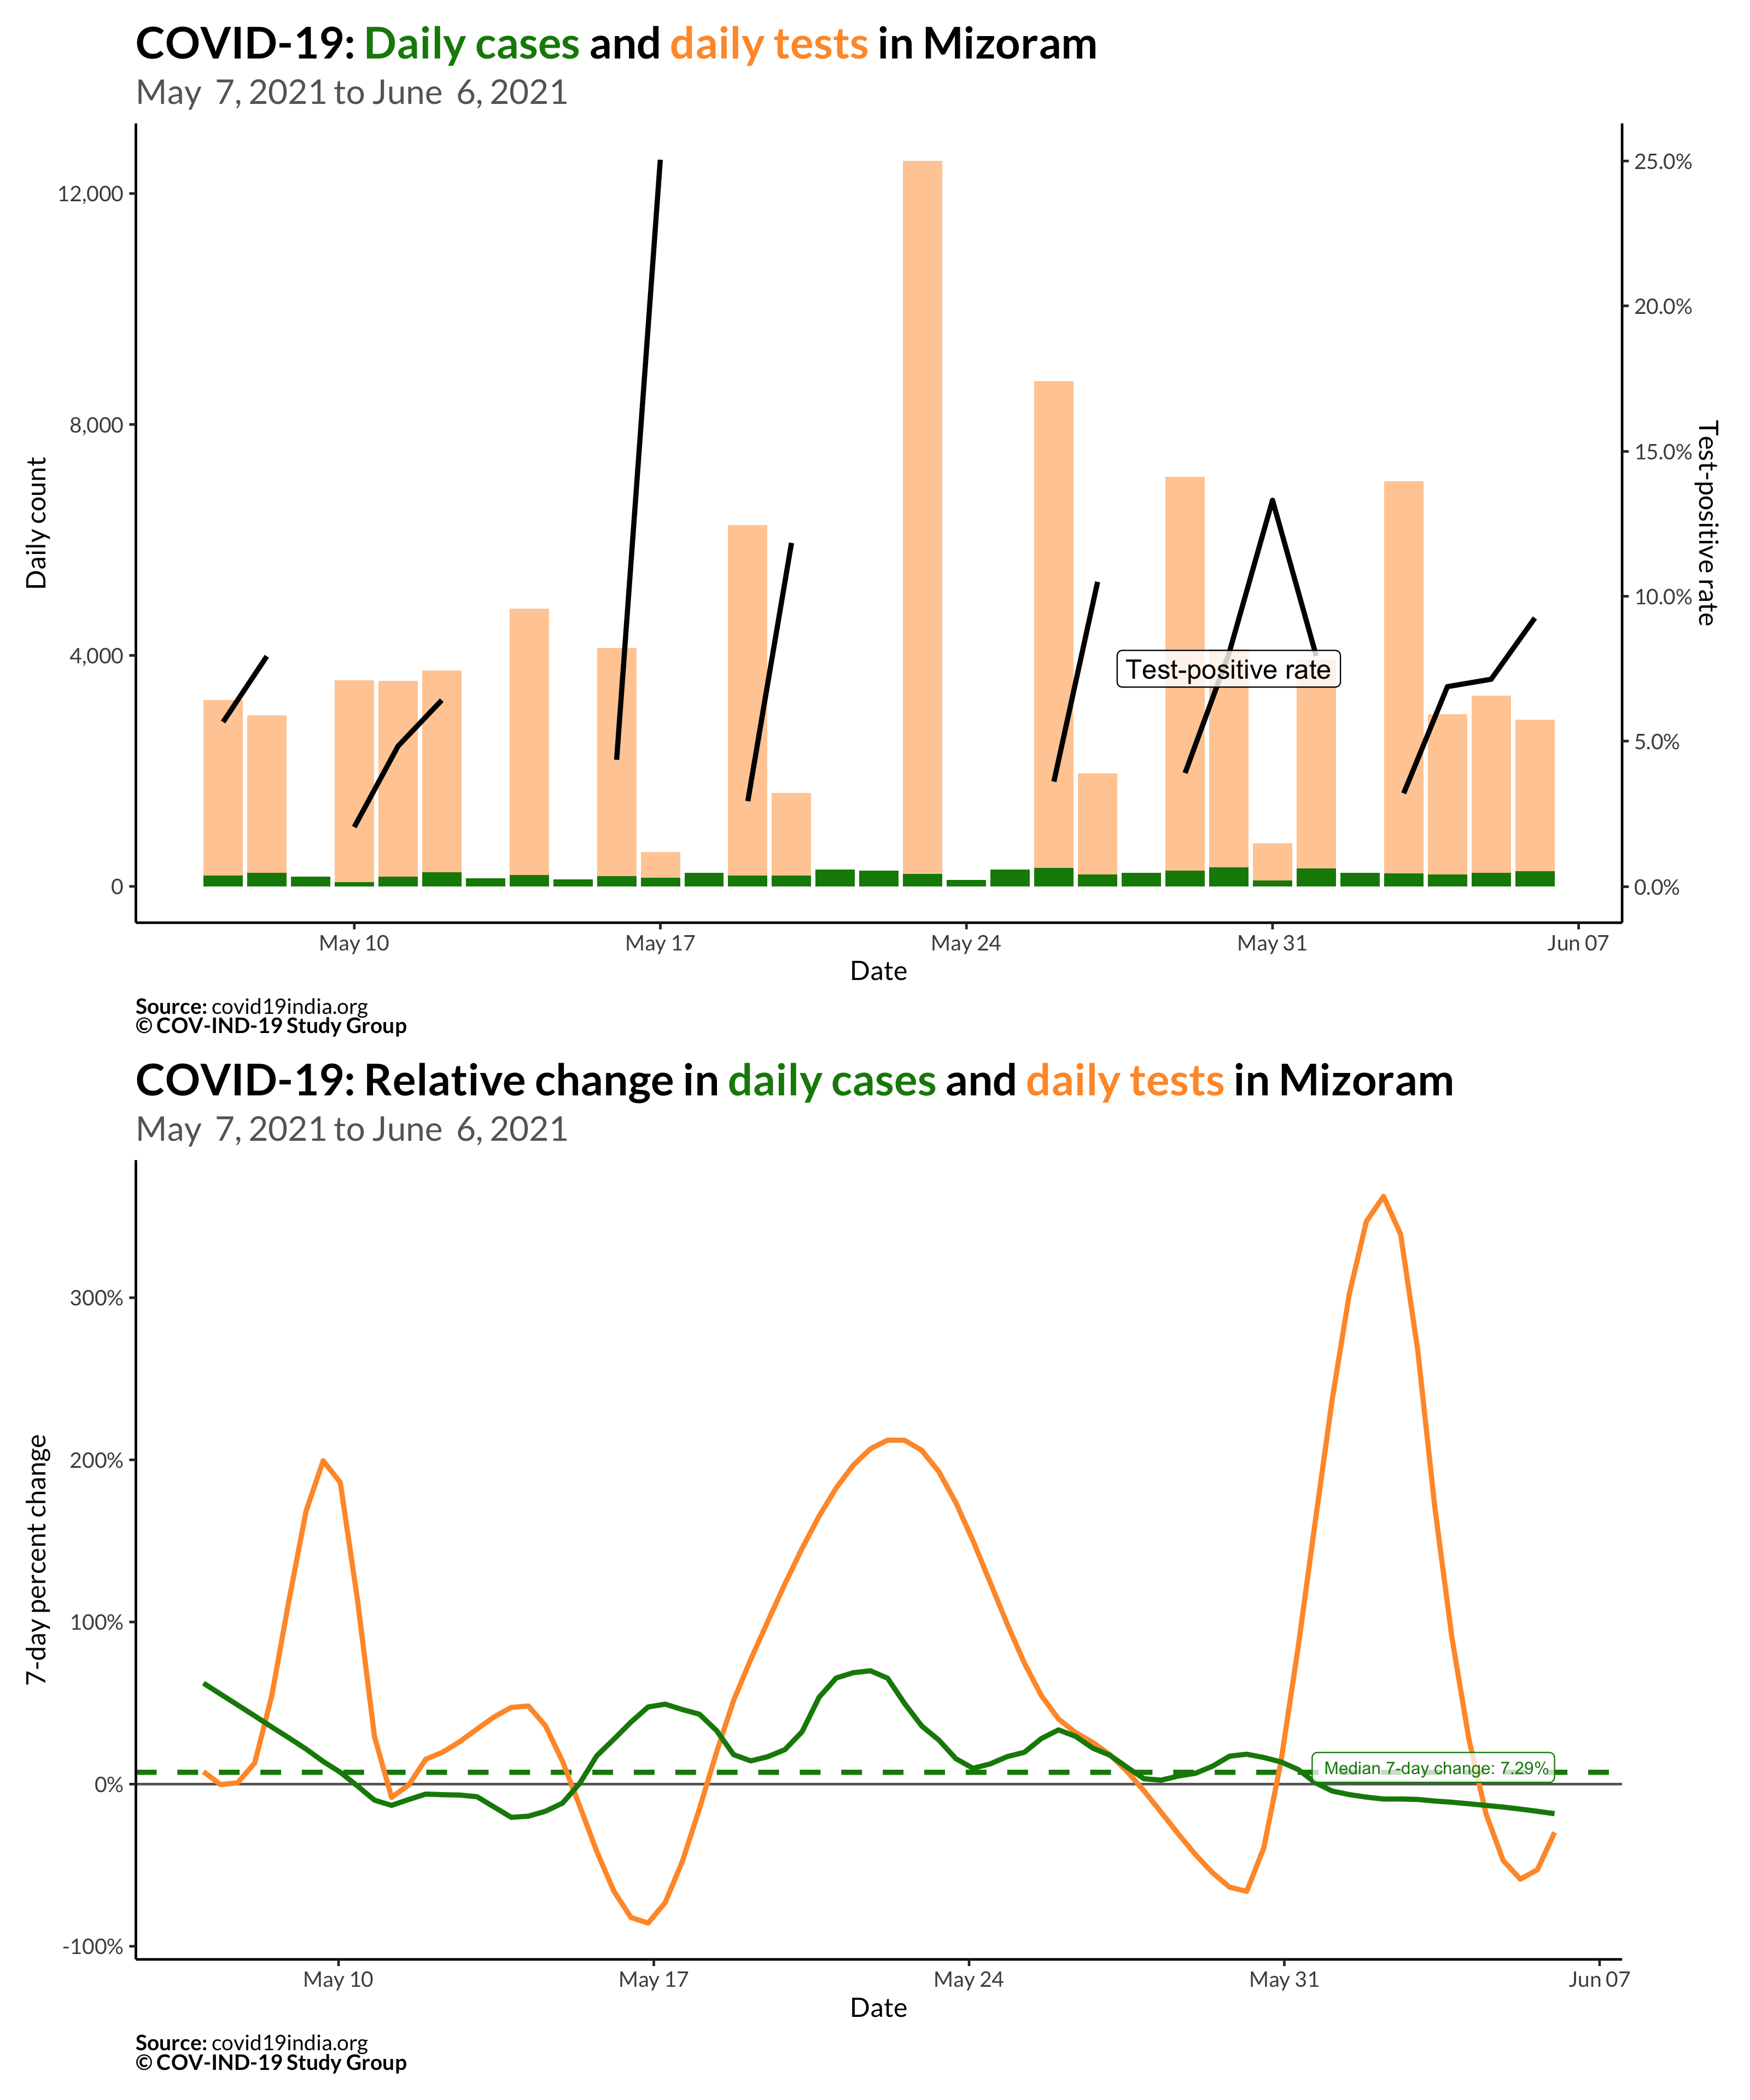 COVID-19: Daily cases and daily tests in Mizoram
May 7, 2021 to June 6, 2021
12,000
8,000
4,000
0
Daily count
25.0%
20.0%
15.0%
10.0%
5.0%
0.0%
Test-positive rate
Test-positive rate
May 10
May 17
May 24
May 31
Jun 07
Date
Source: covid19india.org
© COV-IND-19 Study Group
COVID-19: Relative change in daily cases and daily tests in Mizoram
May 7, 2021 to June 6, 2021
300%
200%
100%
0%
-100%
7-day percent change
Median 7-day change: 7.29%
May 10
May 17
May 24
May 31
Jun 07
Date
Source: covid19india.org
© COV-IND-19 Study Group